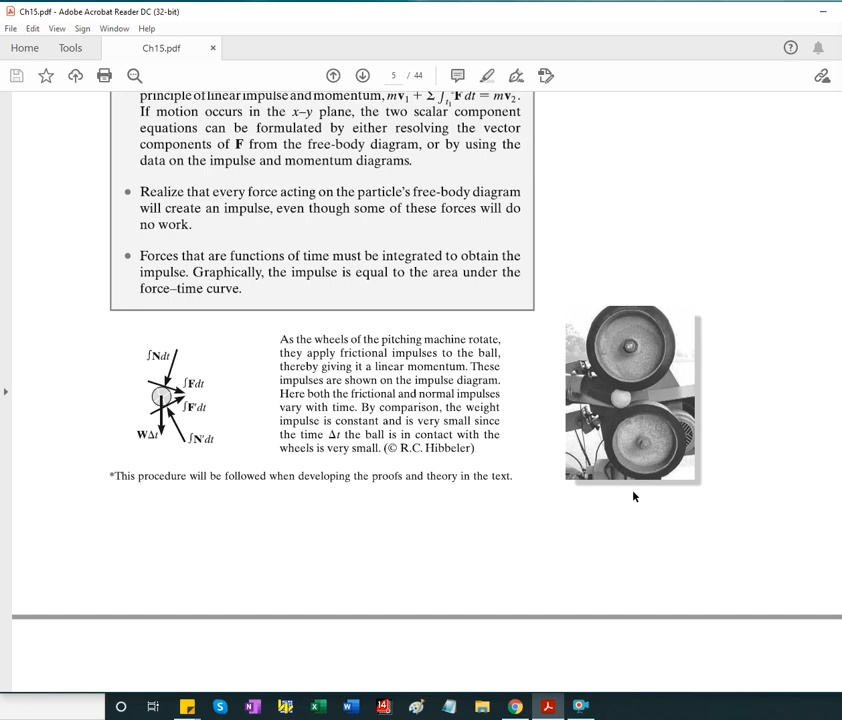 Ch15.pdf - Adobe Acrobat Reader DC (32-bit)
File Edit View Sign Window Help
Home Tools Ch15.pdf ×
5 / 44
principle of linear impulse and momentum, mv₁ + Σ ∫ₜ₁ F dt = mv₂.
If motion occurs in the x–y plane, the two scalar component
equations can be formulated by either resolving the vector
components of F from the free-body diagram, or by using the
data on the impulse and momentum diagrams.
• Realize that every force acting on the particle's free-body diagram
will create an impulse, even though some of these forces will do
no work.
• Forces that are functions of time must be integrated to obtain the
impulse. Graphically, the impulse is equal to the area under the
force–time curve.
∫Ndt
∫Fdt
∫F'dt
WΔt
∫N'dt
As the wheels of the pitching machine rotate,
they apply frictional impulses to the ball,
thereby giving it a linear momentum. These
impulses are shown on the impulse diagram.
Here both the frictional and normal impulses
vary with time. By comparison, the weight
impulse is constant and is very small since
the time Δt the ball is in contact with the
wheels is very small. (© R.C. Hibbeler)
*This procedure will be followed when developing the proofs and theory in the text.